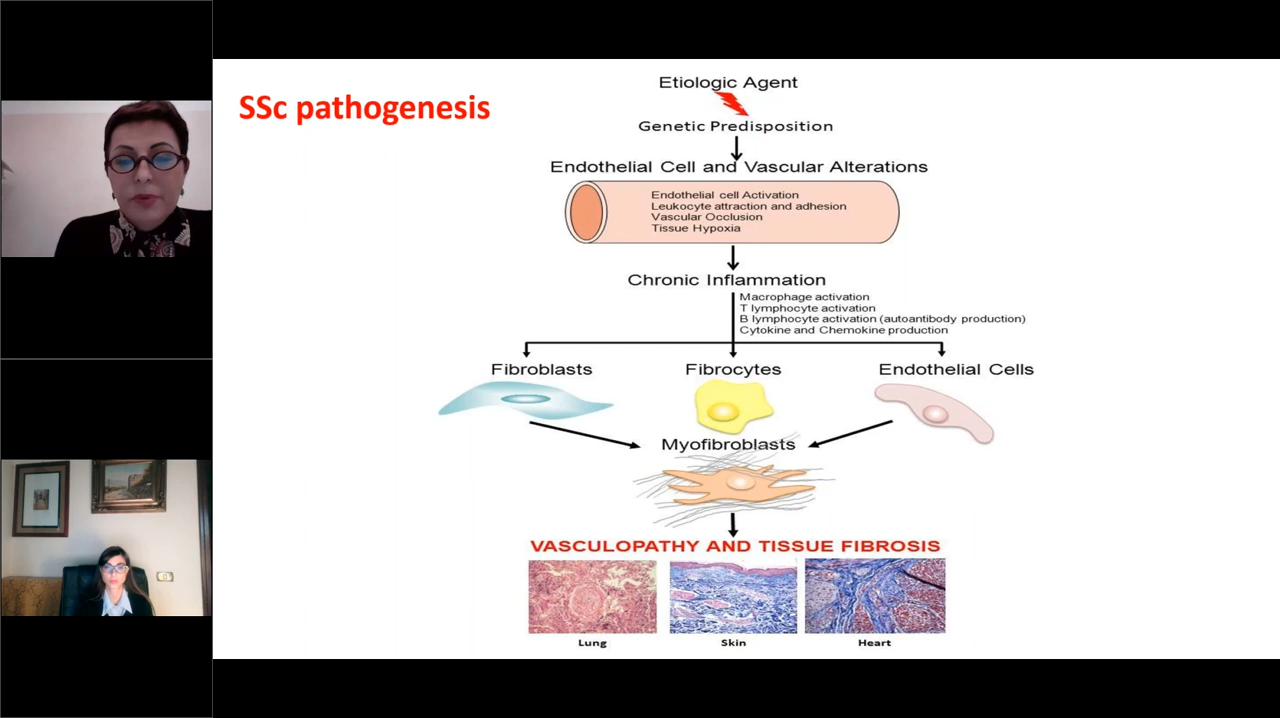 SSc pathogenesis
Etiologic Agent
Genetic Predisposition
Endothelial Cell and Vascular Alterations
Endothelial cell Activation
Leukocyte attraction and adhesion
Vascular Occlusion
Tissue Hypoxia
Chronic Inflammation
Macrophage activation
T lymphocyte activation
B lymphocyte activation (autoantibody production)
Cytokine and Chemokine production
Fibroblasts
Fibrocytes
Endothelial Cells
Myofibroblasts
VASCULOPATHY AND TISSUE FIBROSIS
Lung
Skin
Heart